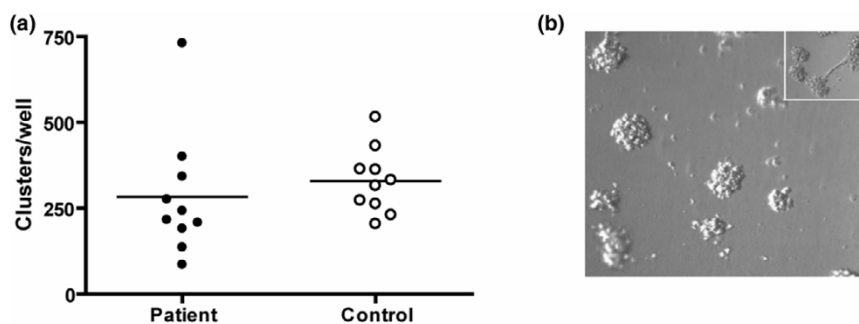 (a)
750
500
250
0
Clusters/well
Patient
Control
(b)